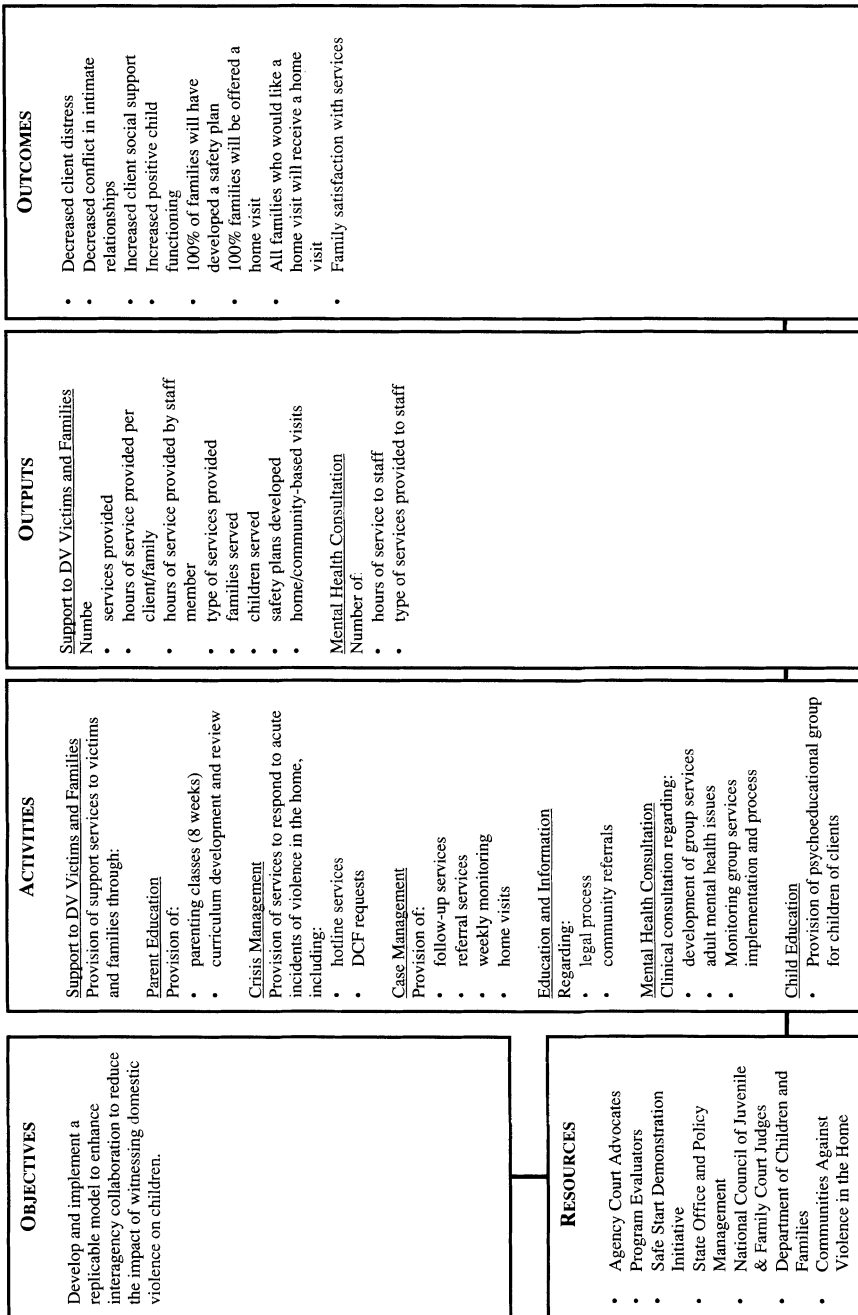 OBJECTIVES
Develop and implement a
replicable model to enhance
interagency collaboration to reduce
the impact of witnessing domestic
violence on children.
RESOURCES
• Agency Court Advocates
• Program Evaluators
• Safe Start Demonstration
Initiative
• State Office and Policy
Management
• National Council of Juvenile
& Family Court Judges
• Department of Children and
Families
• Communities Against
Violence in the Home
ACTIVITIES
Support to DV Victims and Families
Provision of support services to victims
and families through:
Parent Education
Provision of:
• parenting classes (8 weeks)
• curriculum development and review
Crisis Management
Provision of services to respond to acute
incidents of violence in the home,
including:
• hotline services
• DCF requests
Case Management
Provision of:
• follow-up services
• referral services
• weekly monitoring
• home visits
Education and Information
Regarding:
• legal process
• community referrals
Mental Health Consultation
Clinical consultation regarding:
• development of group services
• adult mental health issues
• Monitoring group services
implementation and process
Child Education
• Provision of psychoeducational group
for children of clients
OUTPUTS
Support to DV Victims and Families
Numbe
• services provided
• hours of service provided per
client/family
• hours of service provided by staff
member
• type of services provided
• families served
• children served
• safety plans developed
• home/community-based visits
Mental Health Consultation
Number of:
• hours of service to staff
• type of services provided to staff
OUTCOMES
• Decreased client distress
• Decreased conflict in intimate
relationships
• Increased client social support
• Increased positive child
functioning
• 100% of families will have
developed a safety plan
• 100% families will be offered a
home visit
• All families who would like a
home visit will receive a home
visit
• Family satisfaction with services